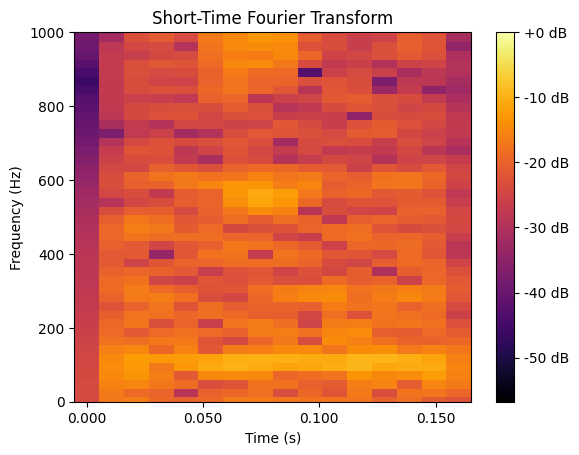 Short-Time Fourier Transform
1000
800
600
400
200
0
Frequency (Hz)
0.000
0.050
0.100
0.150
Time (s)
+0 dB
-10 dB
-20 dB
-30 dB
-40 dB
-50 dB